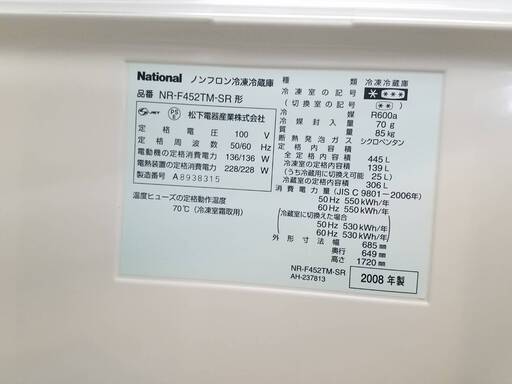 National ノンフロン冷凍冷蔵庫
品番 NR-F452TM-SR 形
S-JET PSE 松下電器産業株式会社
定格電圧 100 V
定格周波数 50/60 Hz
電動機の定格消費電力 136/136 W
電熱装置の定格消費電力 228/228 W
製造番号 A8938315
温度ヒューズの定格動作温度
70℃(冷凍室霜取用)
種類 冷凍冷蔵庫
冷凍室の記号 * ***
(切換室の記号 ***)
冷媒 R600a
冷媒封入量 70 g
質量 85 kg
断熱発泡ガス シクロペンタン
定格内容積
全定格内容積 445 L
冷凍室の定格内容積 139 L
(うち冷蔵用に切換え可能 25 L)
冷蔵室の定格内容積 306 L
消費電力量(JIS C 9801-2006年)
50 Hz 550 kWh/年
60 Hz 550 kWh/年
(冷蔵室に切換えた場合
50 Hz 530 kWh/年
60 Hz 530 kWh/年)
外形寸法 幅 685 mm
奥行 649 mm
高さ 1720 mm
NR-F452TM-SR
AH-237813
2008 年製